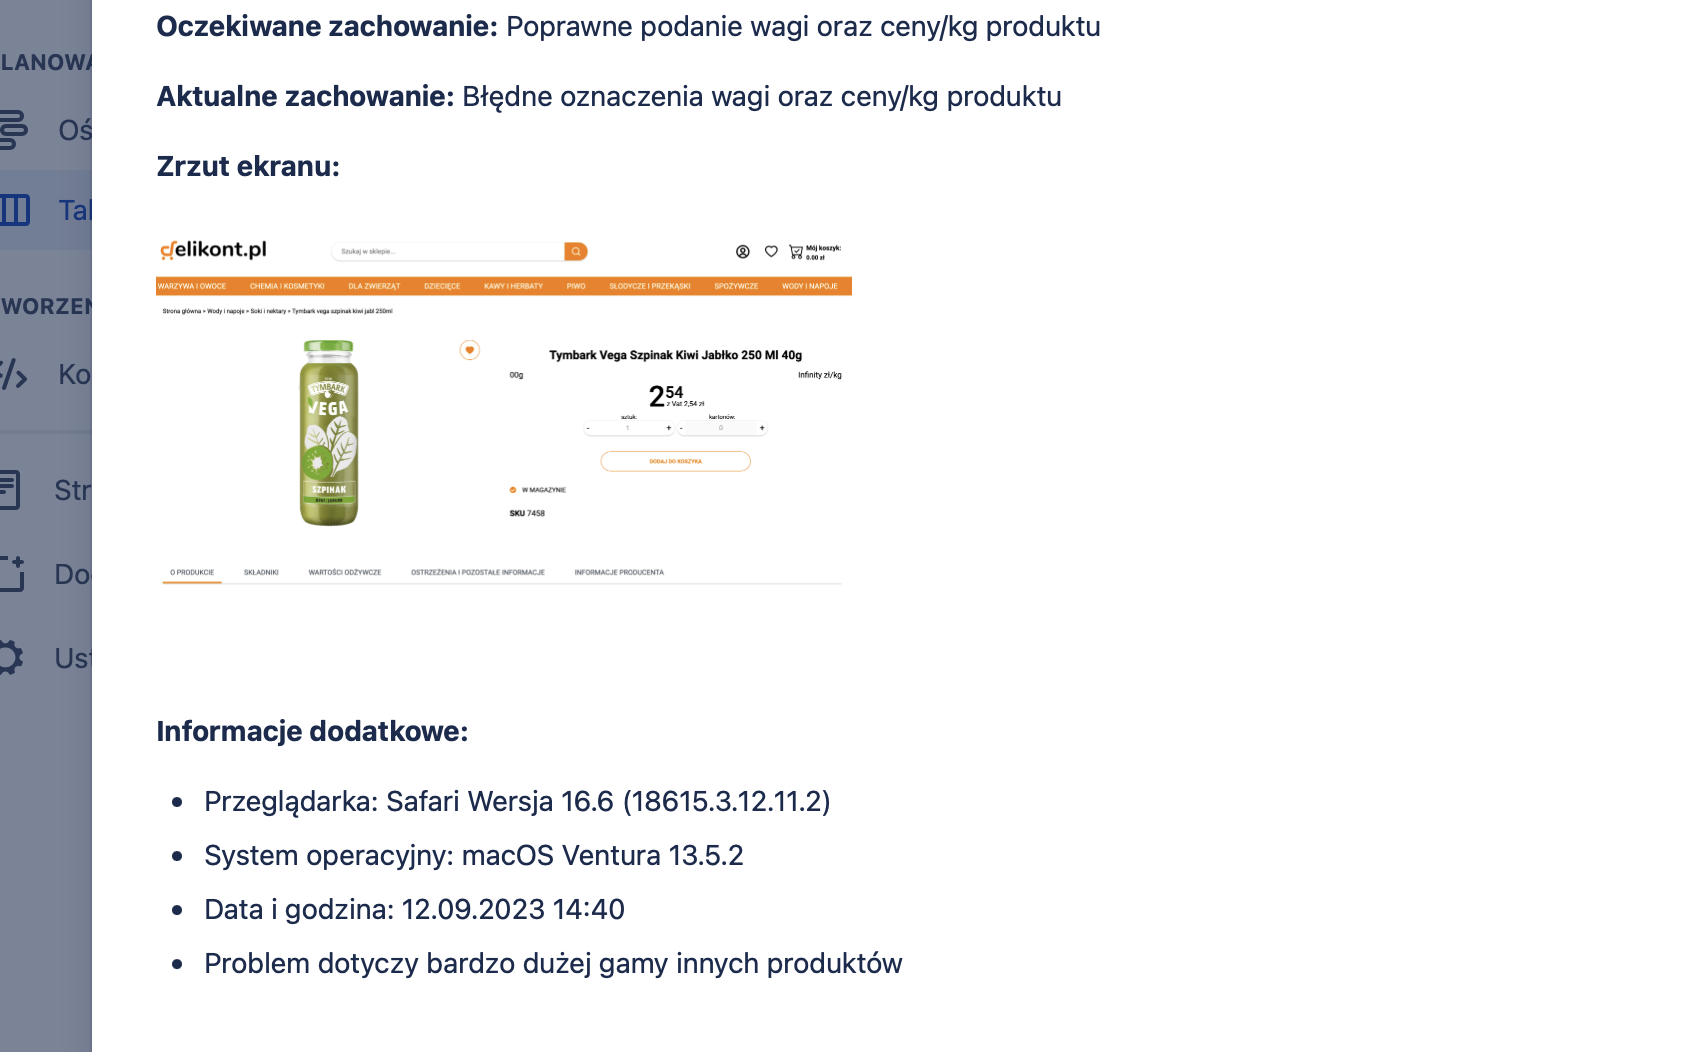 Oczekiwane zachowanie: Poprawne podanie wagi oraz ceny/kg produktu
LANOWA
Aktualne zachowanie: Błędne oznaczenia wagi oraz ceny/kg produktu
Oś
Zrzut ekranu:
Tal
delikont.pl
Szukaj w sklepie...
Mój koszyk:
0.00 zł
WARZYWA I OWOCE CHEMIA I KOSMETYKI DLA ZWIERZĄT DZIECIĘCE KAWY I HERBATY PIWO SŁODYCZE I PRZEKĄSKI SPOŻYWCZE WODY I NAPOJE
WORZEN
Strona główna » Wody i napoje » Soki i nektary » Tymbark vega szpinak kiwi jabł 250ml
Tymbark Vega Szpinak Kiwi Jabłko 250 Ml 40g
00g
Infinity zł/kg
Ko
TYMBARK
VEGA
2 54
z Vat 2,54 zł
sztuk: kartonów:
- 1 + - 0 +
DODAJ DO KOSZYKA
SZPINAK
W MAGAZYNIE
SKU 7458
Str
O PRODUKCIE SKŁADNIKI WARTOŚCI ODŻYWCZE OSTRZEŻENIA I POZOSTAŁE INFORMACJE INFORMACJE PRODUCENTA
Do
Ust
Informacje dodatkowe:
• Przeglądarka: Safari Wersja 16.6 (18615.3.12.11.2)
• System operacyjny: macOS Ventura 13.5.2
• Data i godzina: 12.09.2023 14:40
• Problem dotyczy bardzo dużej gamy innych produktów